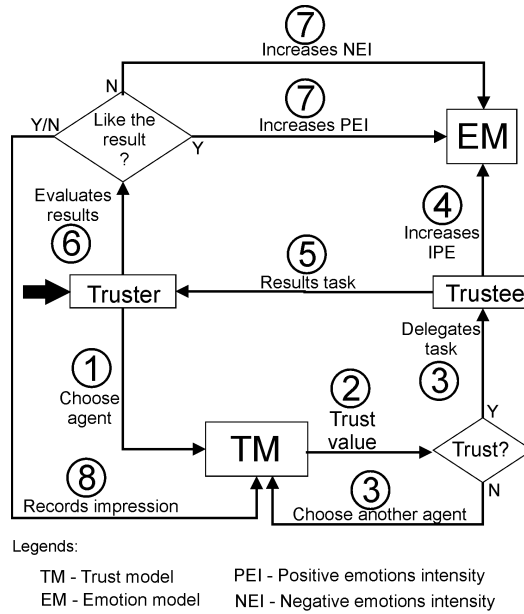 7
Increases NEI
N
7
Y/N
Like the
result
?
Increases PEI
Y
EM
Evaluates
results
6
4
Increases
IPE
5
Results task
Truster
Trustee
Delegates
task
3
1
Choose
agent
2
Trust
value
Y
TM
Trust?
8
Records impression
3
N
Choose another agent
Legends:
TM - Trust model
PEI - Positive emotions intensity
EM - Emotion model
NEI - Negative emotions intensity